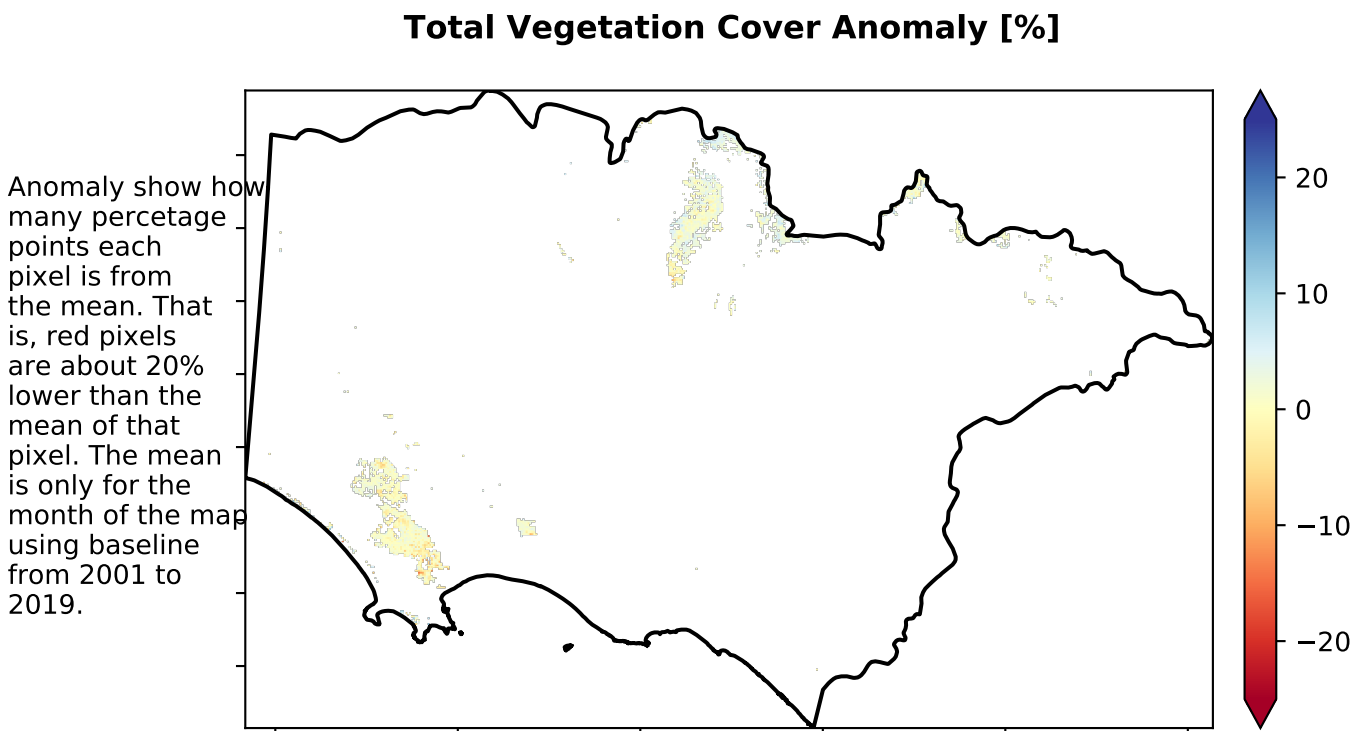 Total Vegetation Cover Anomaly [%]
Anomaly show how
many percetage
points each
pixel is from
the mean. That
is, red pixels
are about 20%
lower than the
mean of that
pixel. The mean
is only for the
month of the map
using baseline
from 2001 to
2019.
20
10
0
−10
−20